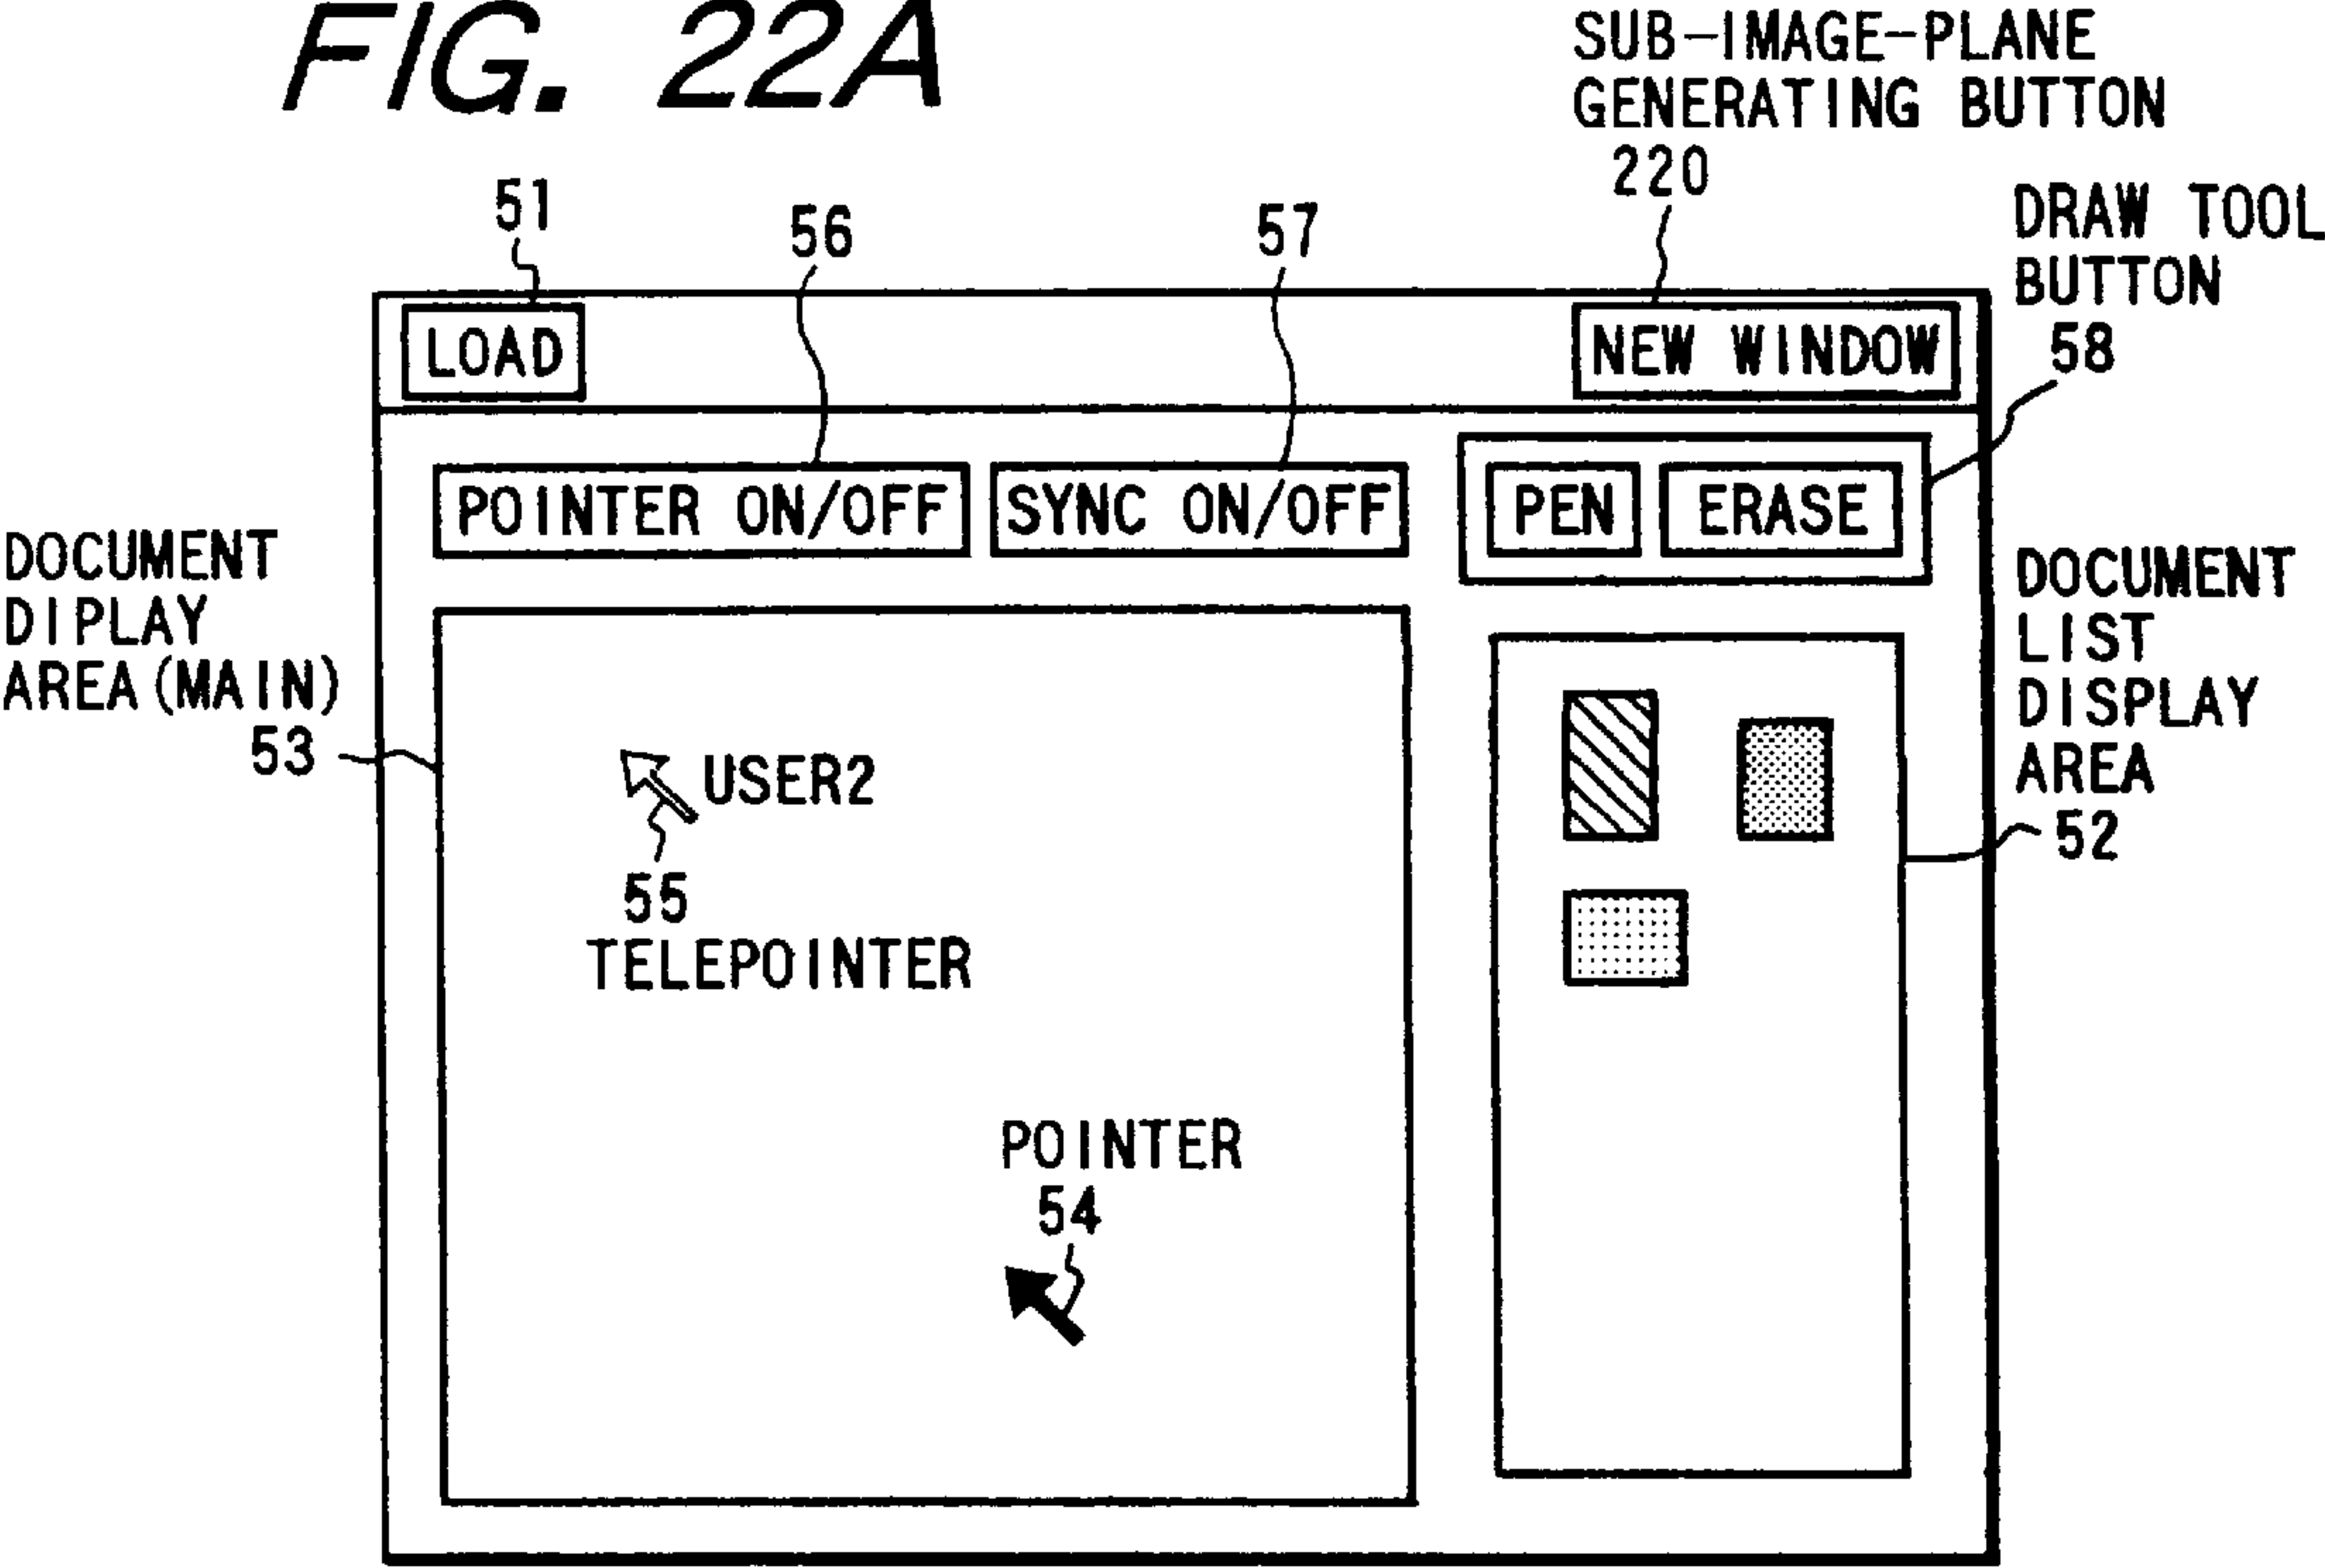 FIG. 22A
SUB-IMAGE-PLANE
GENERATING BUTTON
220
51
56
57
DRAW TOOL
BUTTON
58
LOAD
NEW WINDOW
POINTER ON/OFF
SYNC ON/OFF
PEN
ERASE
DOCUMENT
DIPLAY
AREA(MAIN)
53
DOCUMENT
LIST
DISPLAY
AREA
52
USER2
55
TELEPOINTER
POINTER
54